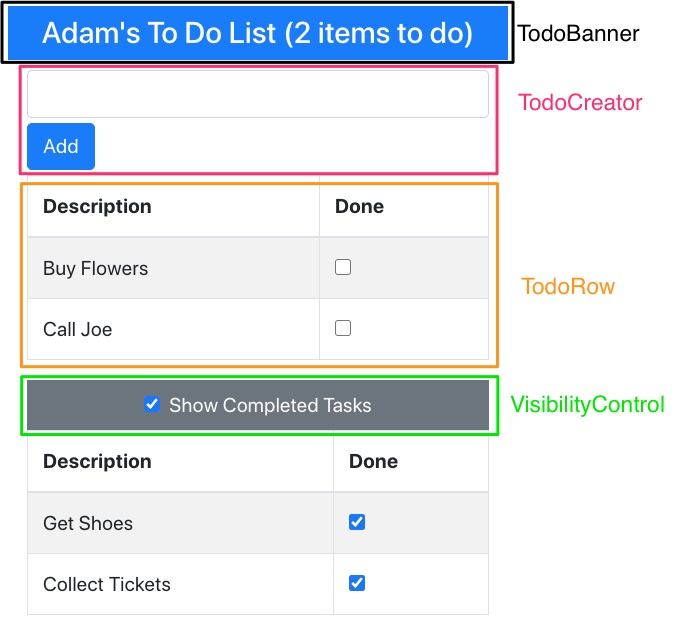 Adam's To Do List (2 items to do) TodoBanner
TodoCreator
Add
Description Done
Buy Flowers
TodoRow
Call Joe
Show Completed Tasks VisibilityControl
Description Done
Get Shoes
Collect Tickets